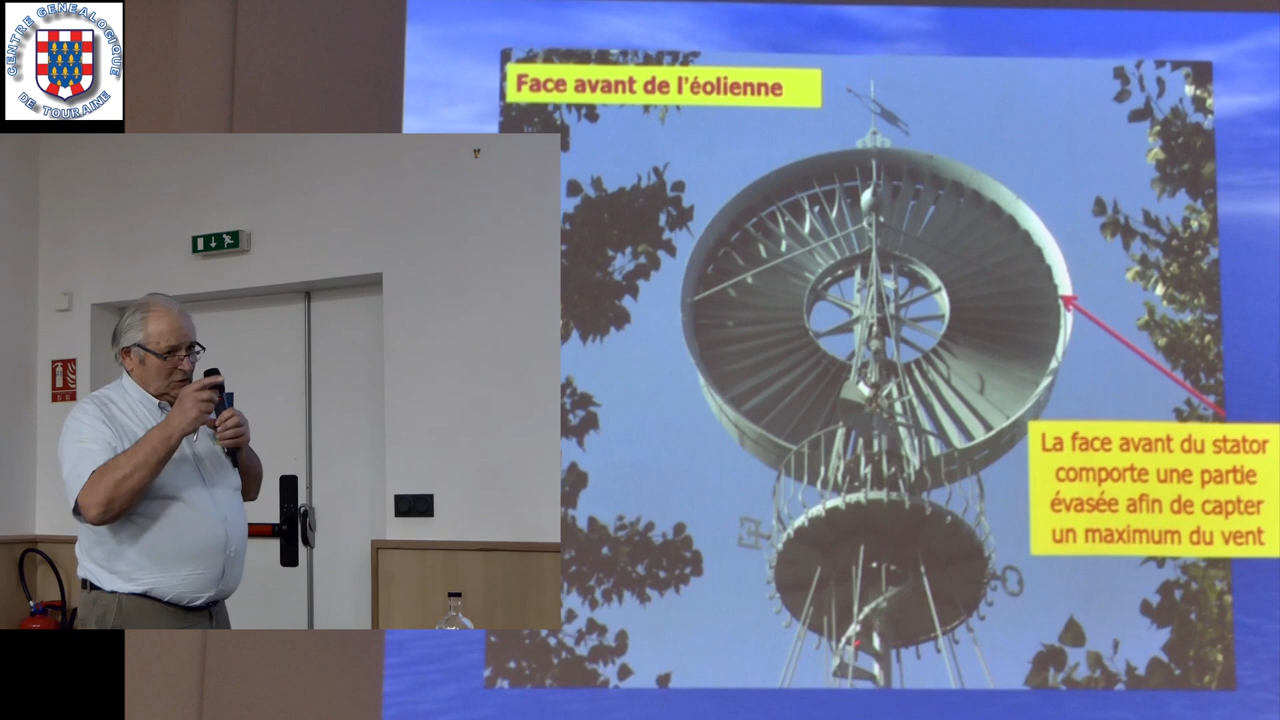 CENTRE GENEALOGIQUE
DE TOURAINE
Face avant de l'éolienne
La face avant du stator
comporte une partie
évasée afin de capter
un maximum du vent